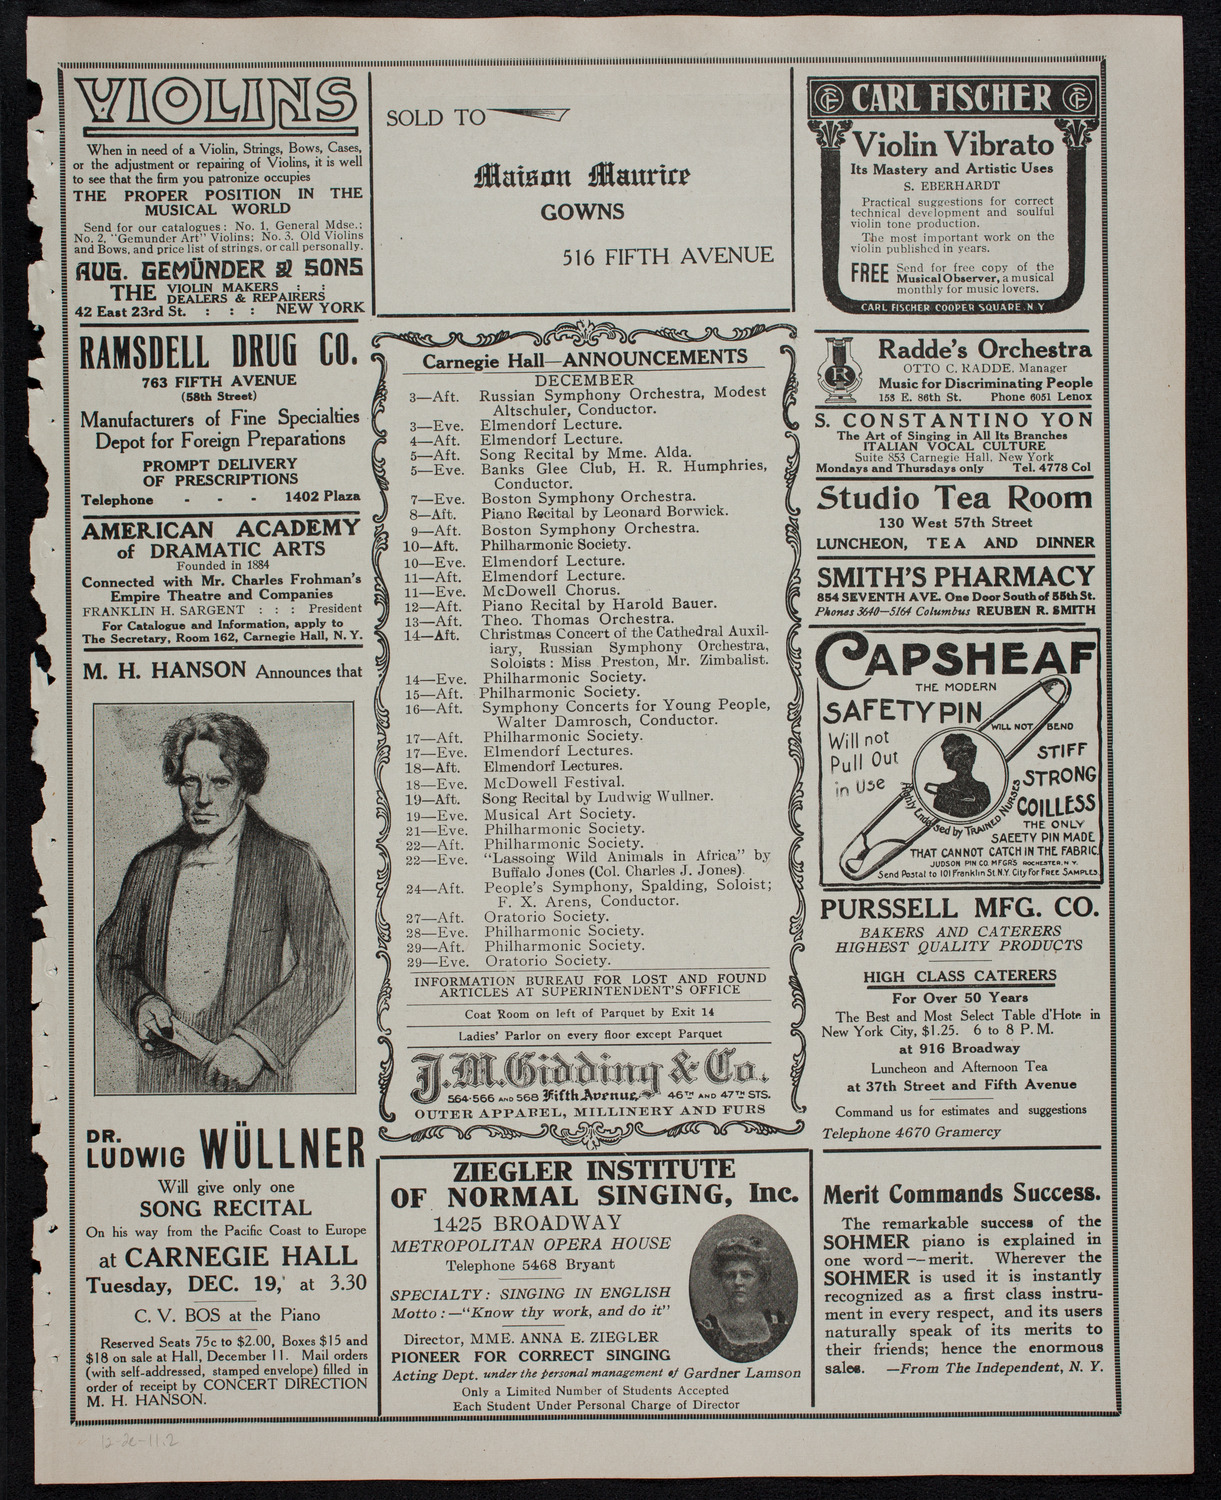 VIOLINS
When in need of a Violin, Strings, Bows, Cases,
or the adjustment or repairing of Violins, it is well
to see that the firm you patronize occupies
THE PROPER POSITION IN THE
MUSICAL WORLD
Send for our catalogues: No. 1, General Mdse.;
No. 2, "Gemunder Art" Violins; No. 3. Old Violins
and Bows, and price list of strings, or call personally.
AUG. GEMÜNDER & SONS
THE VIOLIN MAKERS : :
DEALERS & REPAIRERS
42 East 23rd St. : : : NEW YORK
RAMSDELL DRUG CO.
763 FIFTH AVENUE
(58th Street)
Manufacturers of Fine Specialties
Depot for Foreign Preparations
PROMPT DELIVERY
OF PRESCRIPTIONS
Telephone - - - 1402 Plaza
AMERICAN ACADEMY
of DRAMATIC ARTS
Founded in 1884
Connected with Mr. Charles Frohman's
Empire Theatre and Companies
FRANKLIN H. SARGENT : : : President
For Catalogue and Information, apply to
The Secretary, Room 162, Carnegie Hall, N. Y.
M. H. HANSON Announces that
DR.
LUDWIG WÜLLNER
Will give only one
SONG RECITAL
On his way from the Pacific Coast to Europe
at CARNEGIE HALL
Tuesday, DEC. 19, at 3.30
C. V. BOS at the Piano
Reserved Seats 75c to $2.00, Boxes $15 and
$18 on sale at Hall, December 11. Mail orders
(with self-addressed, stamped envelope) filled in
order of receipt by CONCERT DIRECTION
M. H. HANSON.
SOLD TO
Maison Maurice
GOWNS
516 FIFTH AVENUE
Carnegie Hall—ANNOUNCEMENTS
DECEMBER
3—Aft. Russian Symphony Orchestra, Modest
Altschuler, Conductor.
3—Eve. Elmendorf Lecture.
4—Aft. Elmendorf Lecture.
5—Aft. Song Recital by Mme. Alda.
5—Eve. Banks Glee Club, H. R. Humphries,
Conductor.
7—Eve. Boston Symphony Orchestra.
8—Aft. Piano Recital by Leonard Borwick.
9—Aft. Boston Symphony Orchestra.
10—Aft. Philharmonic Society.
10—Eve. Elmendorf Lecture.
11—Aft. Elmendorf Lecture.
11—Eve. McDowell Chorus.
12—Aft. Piano Recital by Harold Bauer.
13—Aft. Theo. Thomas Orchestra.
14—Aft. Christmas Concert of the Cathedral Auxil-
iary, Russian Symphony Orchestra,
Soloists: Miss Preston, Mr. Zimbalist.
14—Eve. Philharmonic Society.
15—Aft. Philharmonic Society.
16—Aft. Symphony Concerts for Young People,
Walter Damrosch, Conductor.
17—Aft. Philharmonic Society.
17—Eve. Elmendorf Lectures.
18—Aft. Elmendorf Lectures.
18—Eve. McDowell Festival.
19—Aft. Song Recital by Ludwig Wullner.
19—Eve. Musical Art Society.
21—Eve. Philharmonic Society.
22—Aft. Philharmonic Society.
22—Eve. "Lassoing Wild Animals in Africa" by
Buffalo Jones (Col. Charles J. Jones).
24—Aft. People's Symphony, Spalding, Soloist;
F. X. Arens, Conductor.
27—Aft. Oratorio Society.
28—Eve. Philharmonic Society.
29—Aft. Philharmonic Society.
29—Eve. Oratorio Society.
INFORMATION BUREAU FOR LOST AND FOUND
ARTICLES AT SUPERINTENDENT'S OFFICE
Coat Room on left of Parquet by Exit 14
Ladies' Parlor on every floor except Parquet
J. M. Gidding & Co.
564-566 AND 568 Fifth Avenue, 46TH AND 47TH STS.
OUTER APPAREL, MILLINERY AND FURS
ZIEGLER INSTITUTE
OF NORMAL SINGING, Inc.
1425 BROADWAY
METROPOLITAN OPERA HOUSE
Telephone 5468 Bryant
SPECIALTY: SINGING IN ENGLISH
Motto:—"Know thy work, and do it"
Director, MME. ANNA E. ZIEGLER
PIONEER FOR CORRECT SINGING
Acting Dept. under the personal management of Gardner Lamson
Only a Limited Number of Students Accepted
Each Student Under Personal Charge of Director
CF CARL FISCHER CF
Violin Vibrato
Its Mastery and Artistic Uses
S. EBERHARDT
Practical suggestions for correct
technical development and soulful
violin tone production.
The most important work on the
violin published in years.
FREE Send for free copy of the
Musical Observer, a musical
monthly for music lovers.
CARL FISCHER COOPER SQUARE. N Y
R
Radde's Orchestra
OTTO C. RADDE, Manager
Music for Discriminating People
153 E. 86th St. Phone 6051 Lenox
S. CONSTANTINO YON
The Art of Singing in All Its Branches
ITALIAN VOCAL CULTURE
Suite 853 Carnegie Hall, New York
Mondays and Thursdays only Tel. 4778 Col
Studio Tea Room
130 West 57th Street
LUNCHEON, TEA AND DINNER
SMITH'S PHARMACY
854 SEVENTH AVE. One Door South of 55th St.
Phones 3640—5164 Columbus REUBEN R. SMITH
CAPSHEAF
THE MODERN
SAFETY PIN
WILL NOT BEND
Will not
Pull Out
in Use
STIFF
STRONG
COILLESS
Highly Endorsed by TRAINED NURSES
THE ONLY
SAFETY PIN MADE
THAT CANNOT CATCH IN THE FABRIC.
JUDSON PIN CO. MFGRS ROCHESTER, N. Y.
Send Postal to 101 Franklin St. N.Y. City for FREE SAMPLES.
PURSSELL MFG. CO.
BAKERS AND CATERERS
HIGHEST QUALITY PRODUCTS
HIGH CLASS CATERERS
For Over 50 Years
The Best and Most Select Table d'Hote in
New York City, $1.25. 6 to 8 P. M.
at 916 Broadway
Luncheon and Afternoon Tea
at 37th Street and Fifth Avenue
Command us for estimates and suggestions
Telephone 4670 Gramercy
Merit Commands Success.
The remarkable success of the
SOHMER piano is explained in
one word——merit. Wherever the
SOHMER is used it is instantly
recognized as a first class instru-
ment in every respect, and its users
naturally speak of its merits to
their friends; hence the enormous
sales. —From The Independent, N. Y.